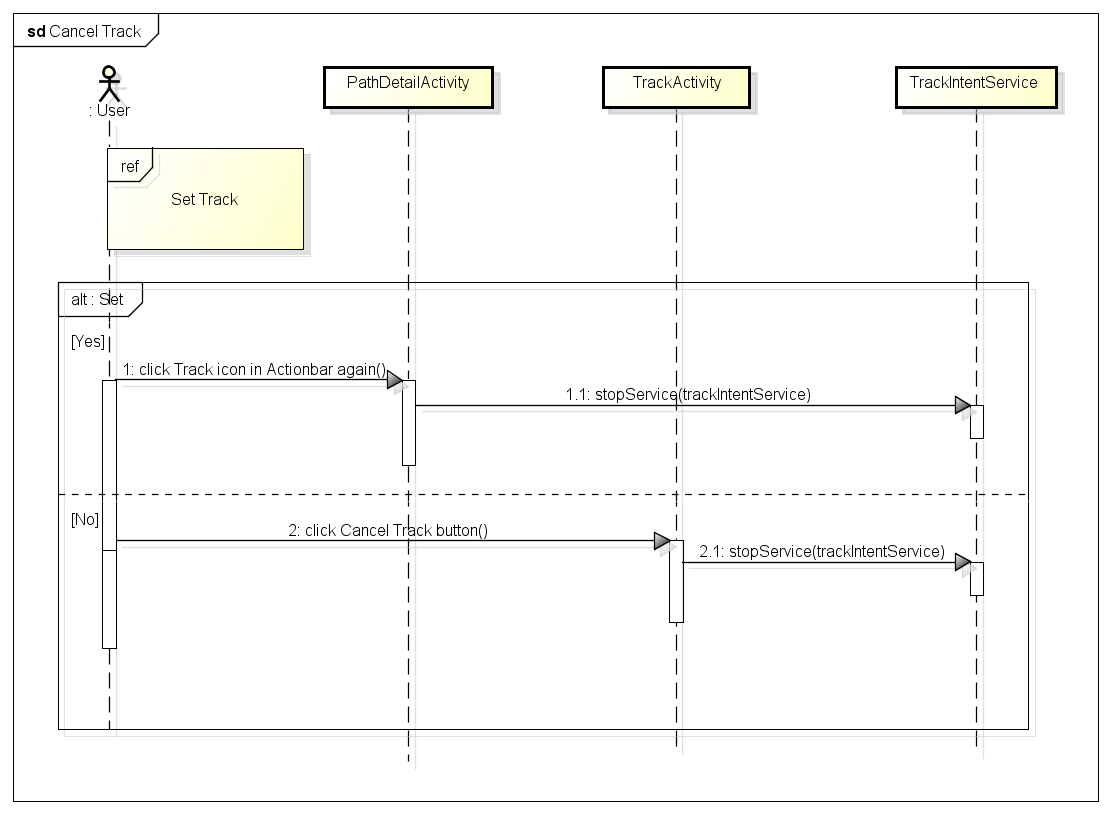 sd Cancel Track
: User
PathDetailActivity
TrackActivity
TrackIntentService
ref
Set Track
alt : Set
[Yes]
1: click Track icon in Actionbar again()
1.1: stopService(trackIntentService)
[No]
2: click Cancel Track button()
2.1: stopService(trackIntentService)